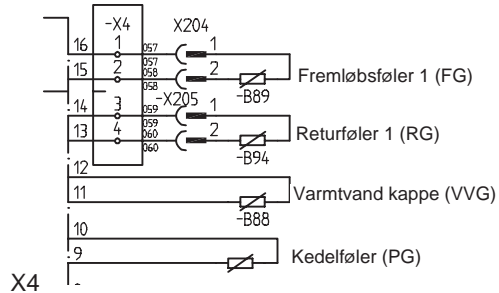 -X4 X204
16 1 057 1
057
15 2 058 2 Fremløbsføler 1 (FG)
058 -B89
-X205
14 3 059 1
059
13 4 060 2 Returføler 1 (RG)
060 -B94
12
11 Varmtvand kappe (VVG)
-B88
10
9 Kedelføler (PG)
X4